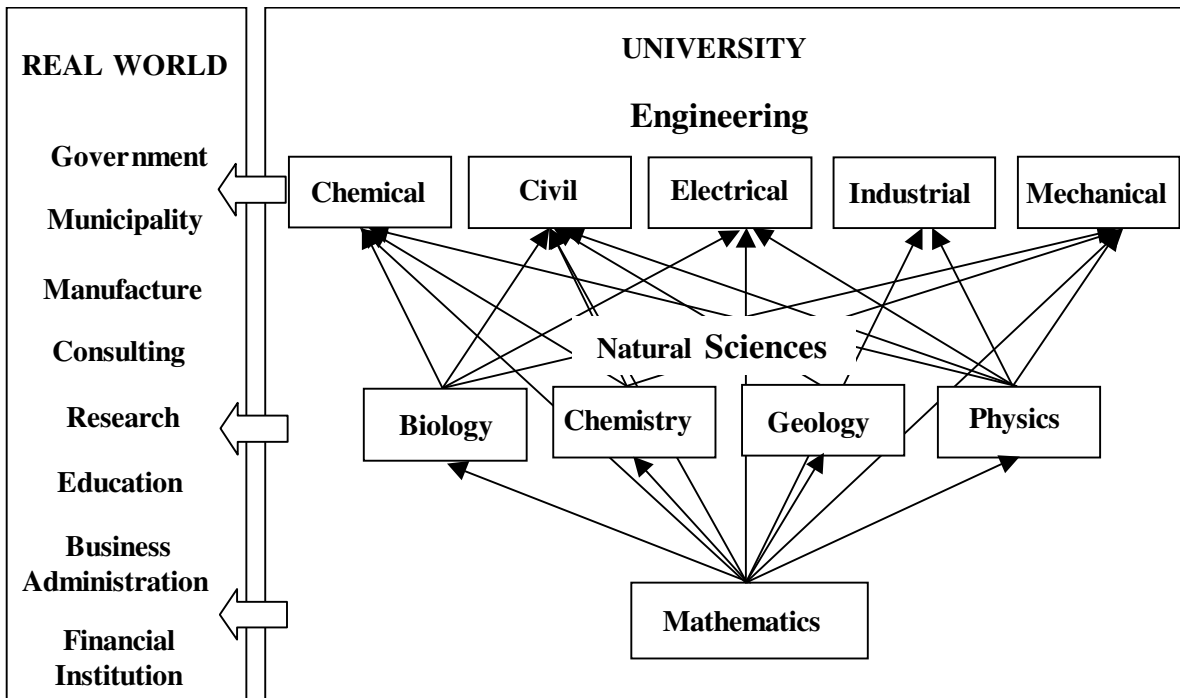 REAL WORLD
Government
Municipality
Manufacture
Consulting
Research
Education
Business
Administration
Financial
Institution
UNIVERSITY
Engineering
Chemical
Civil
Electrical
Industrial
Mechanical
Natural Sciences
Biology
Chemistry
Geology
Physics
Mathematics